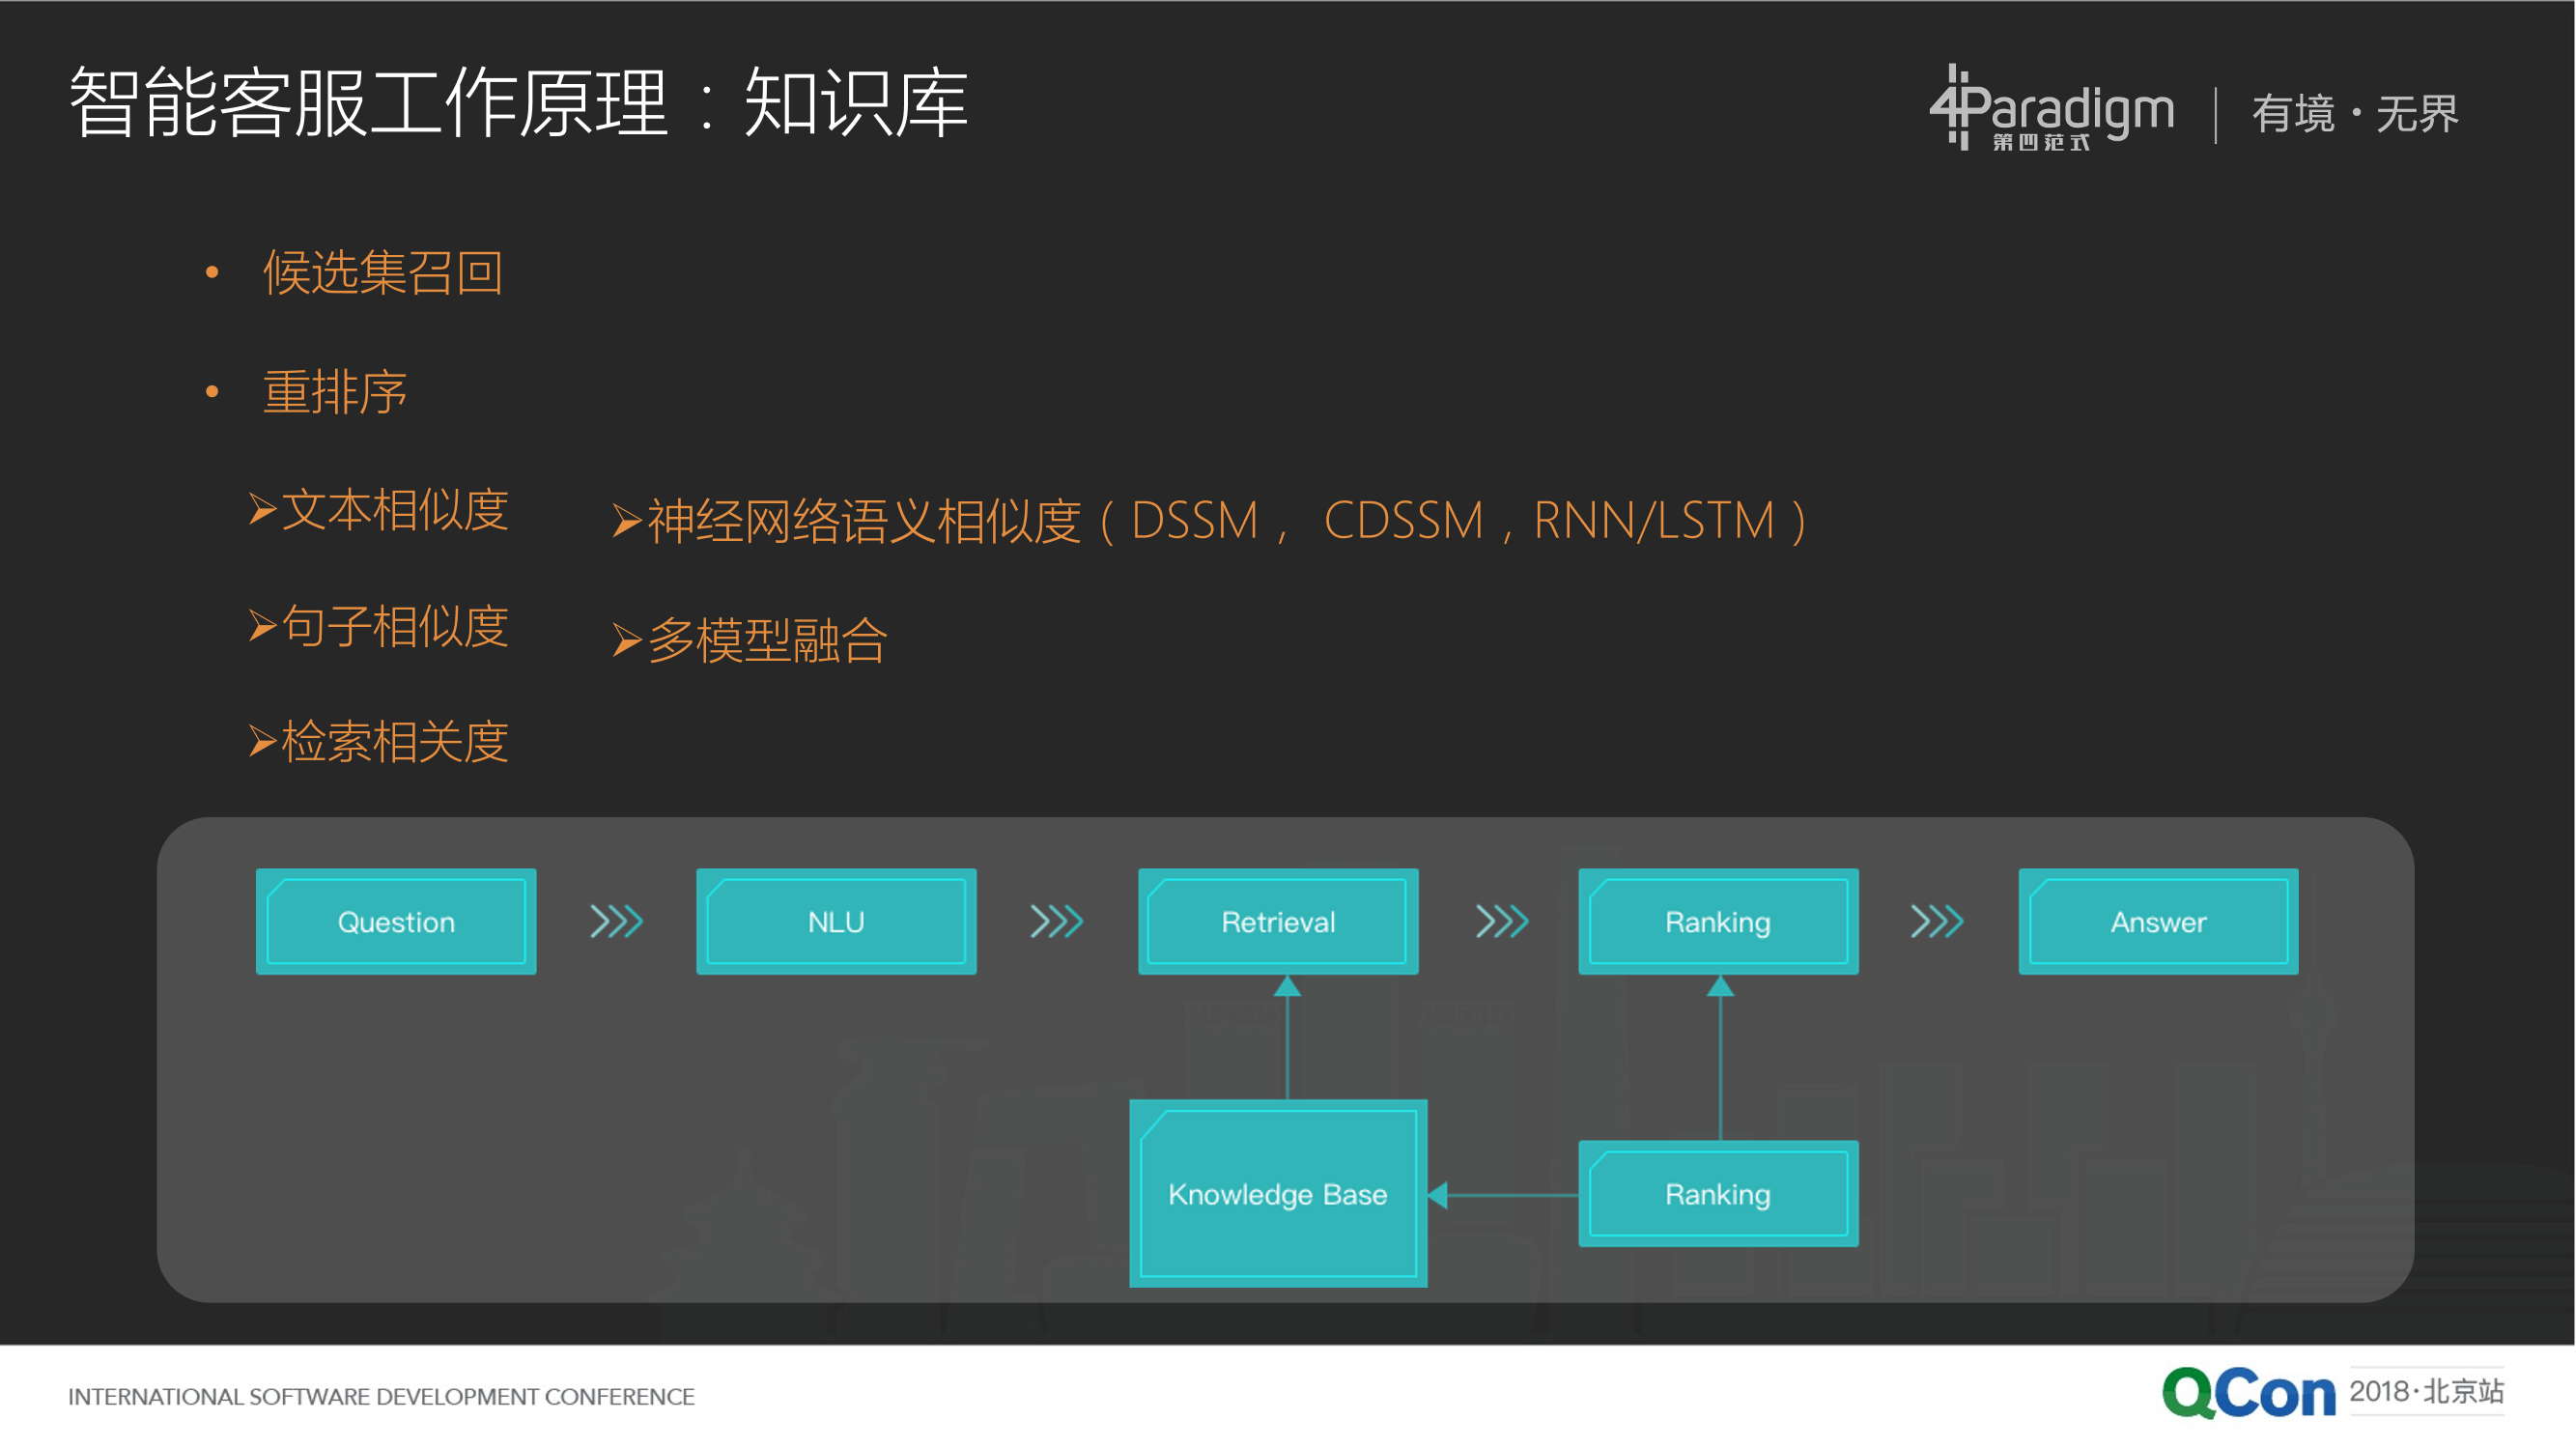 智能客服工作原理：知识库
4Paradigm
第四范式
有境·无界
• 候选集召回
• 重排序
➢文本相似度
➢句子相似度
➢检索相关度
➢神经网络语义相似度（DSSM， CDSSM，RNN/LSTM）
➢多模型融合
Question
NLU
Retrieval
Ranking
Answer
Knowledge Base
Ranking
INTERNATIONAL SOFTWARE DEVELOPMENT CONFERENCE
QCon
2018·北京站